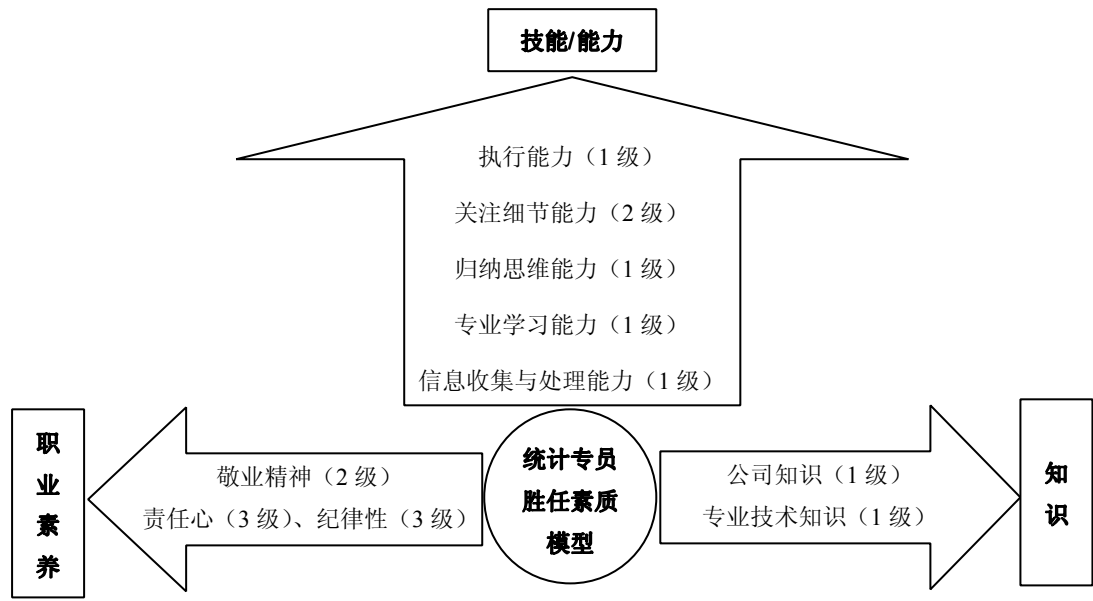 技能/能力
执行能力（1 级）
关注细节能力（2 级）
归纳思维能力（1 级）
专业学习能力（1 级）
信息收集与处理能力（1 级）
职业素养
敬业精神（2 级）
责任心（3 级）、纪律性（3 级）
统计专员
胜任素质
模型
公司知识（1 级）
专业技术知识（1 级）
知识